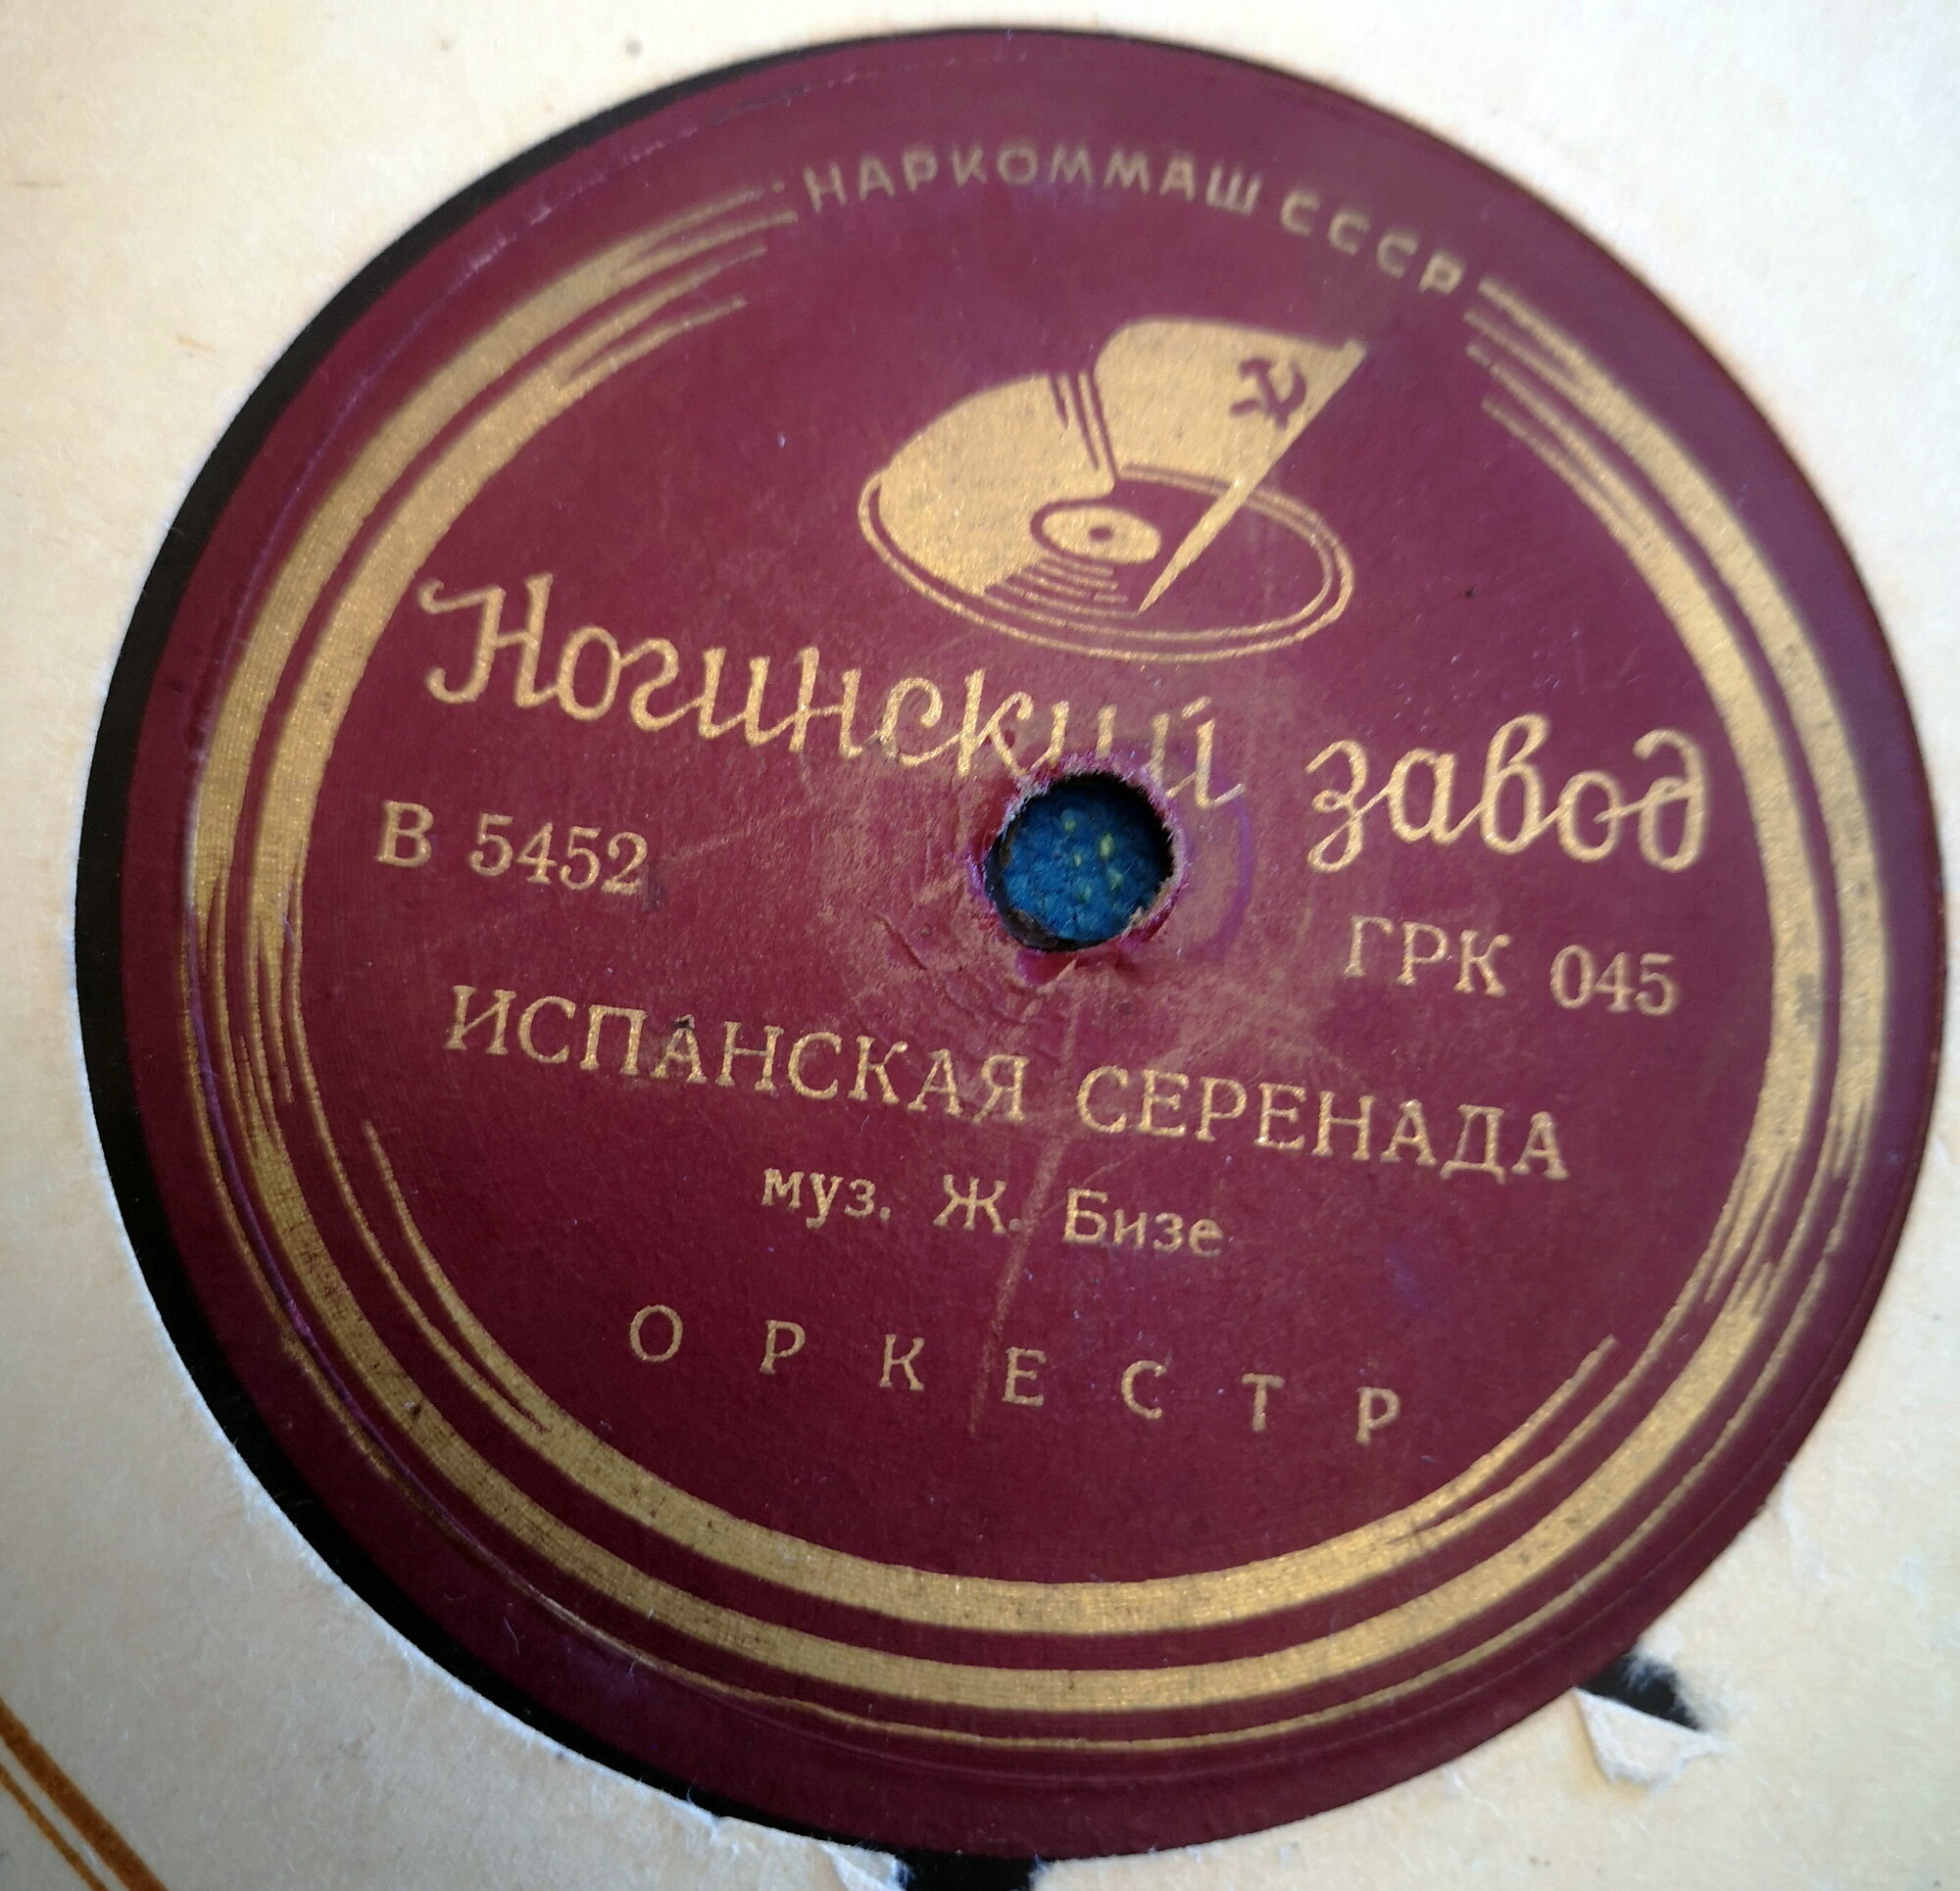 НАРКОММАШ СССР
Ногинский завод
В 5452
ГРК 045
ИСПАНСКАЯ СЕРЕНАДА
муз. Ж. Бизе
ОРКЕСТР